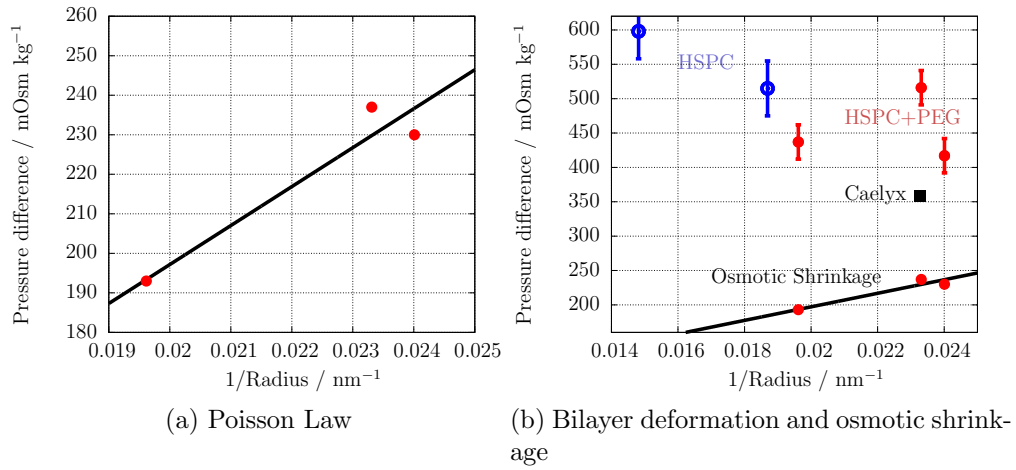 260
250
240
230
220
210
200
190
180
0.019
0.02
0.021
0.022
0.023
0.024
0.025
Pressure difference / mOsm kg⁻¹
1/Radius / nm⁻¹
(a) Poisson Law
600
550
500
450
400
350
300
250
200
0.014
0.016
0.018
0.02
0.022
0.024
Pressure difference / mOsm kg⁻¹
1/Radius / nm⁻¹
HSPC
HSPC+PEG
Caelyx
Osmotic Shrinkage
(b) Bilayer deformation and osmotic shrink-
age